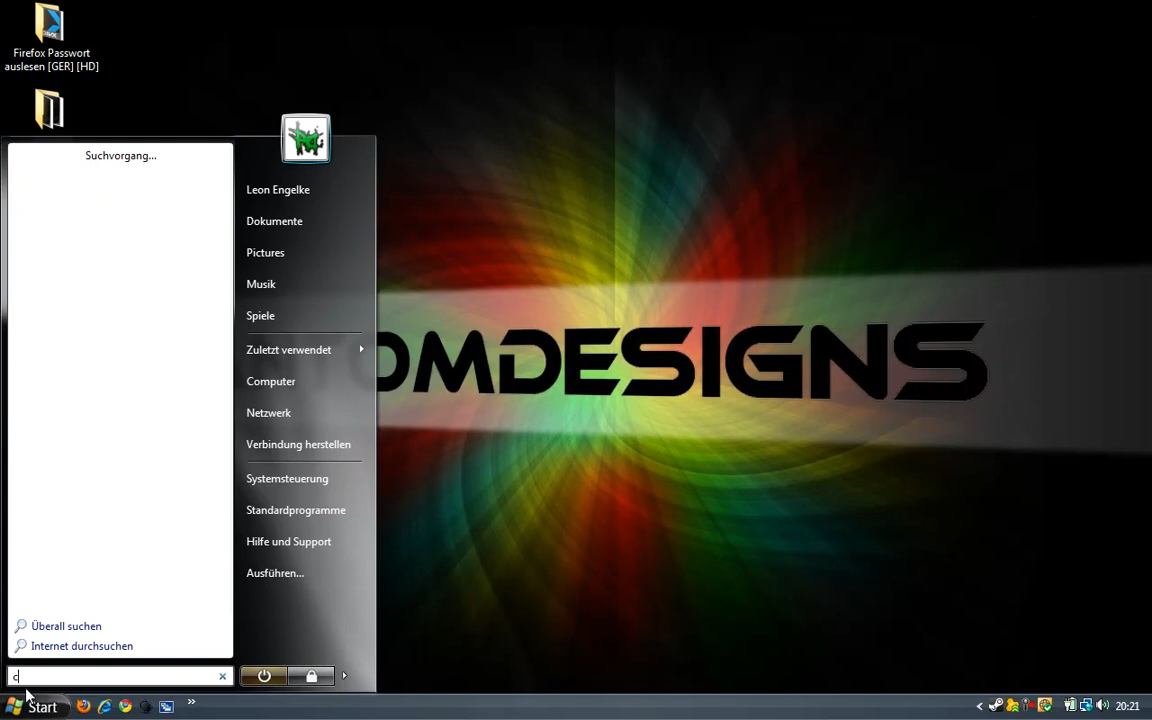 Firefox Passwort
auslesen [GER] [HD]
Suchvorgang...
Leon Engelke
Dokumente
Pictures
Musik
Spiele
Zuletzt verwendet
Computer
Netzwerk
Verbindung herstellen
Systemsteuerung
Standardprogramme
Hilfe und Support
Ausführen...
OMDESIGNS
Überall suchen
Internet durchsuchen
c
Start
20:21